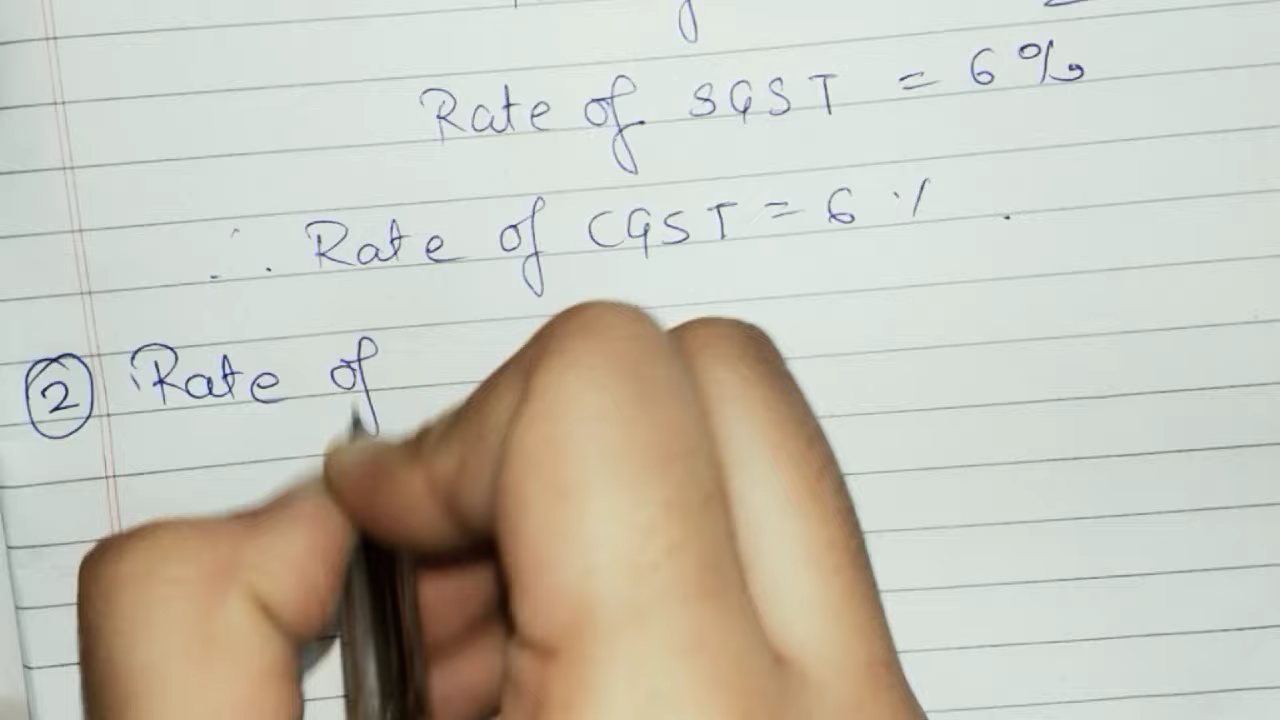 Rate of SGST = 6%
∴ Rate of CGST = 6 %
② Rate of